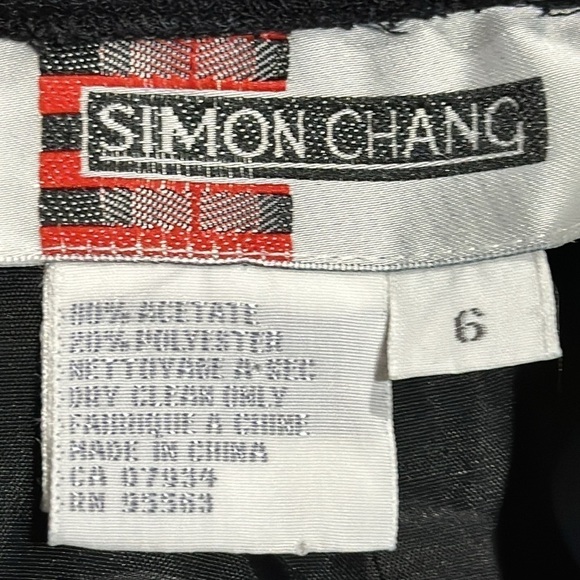 SIMON CHANG
6
80% ACETATE
20% POLYESTER
NETTOYAGE A-SEC
DRY CLEAN ONLY
FABRIQUE A CHINE
MADE IN CHINA
CA 07934
RN 95563